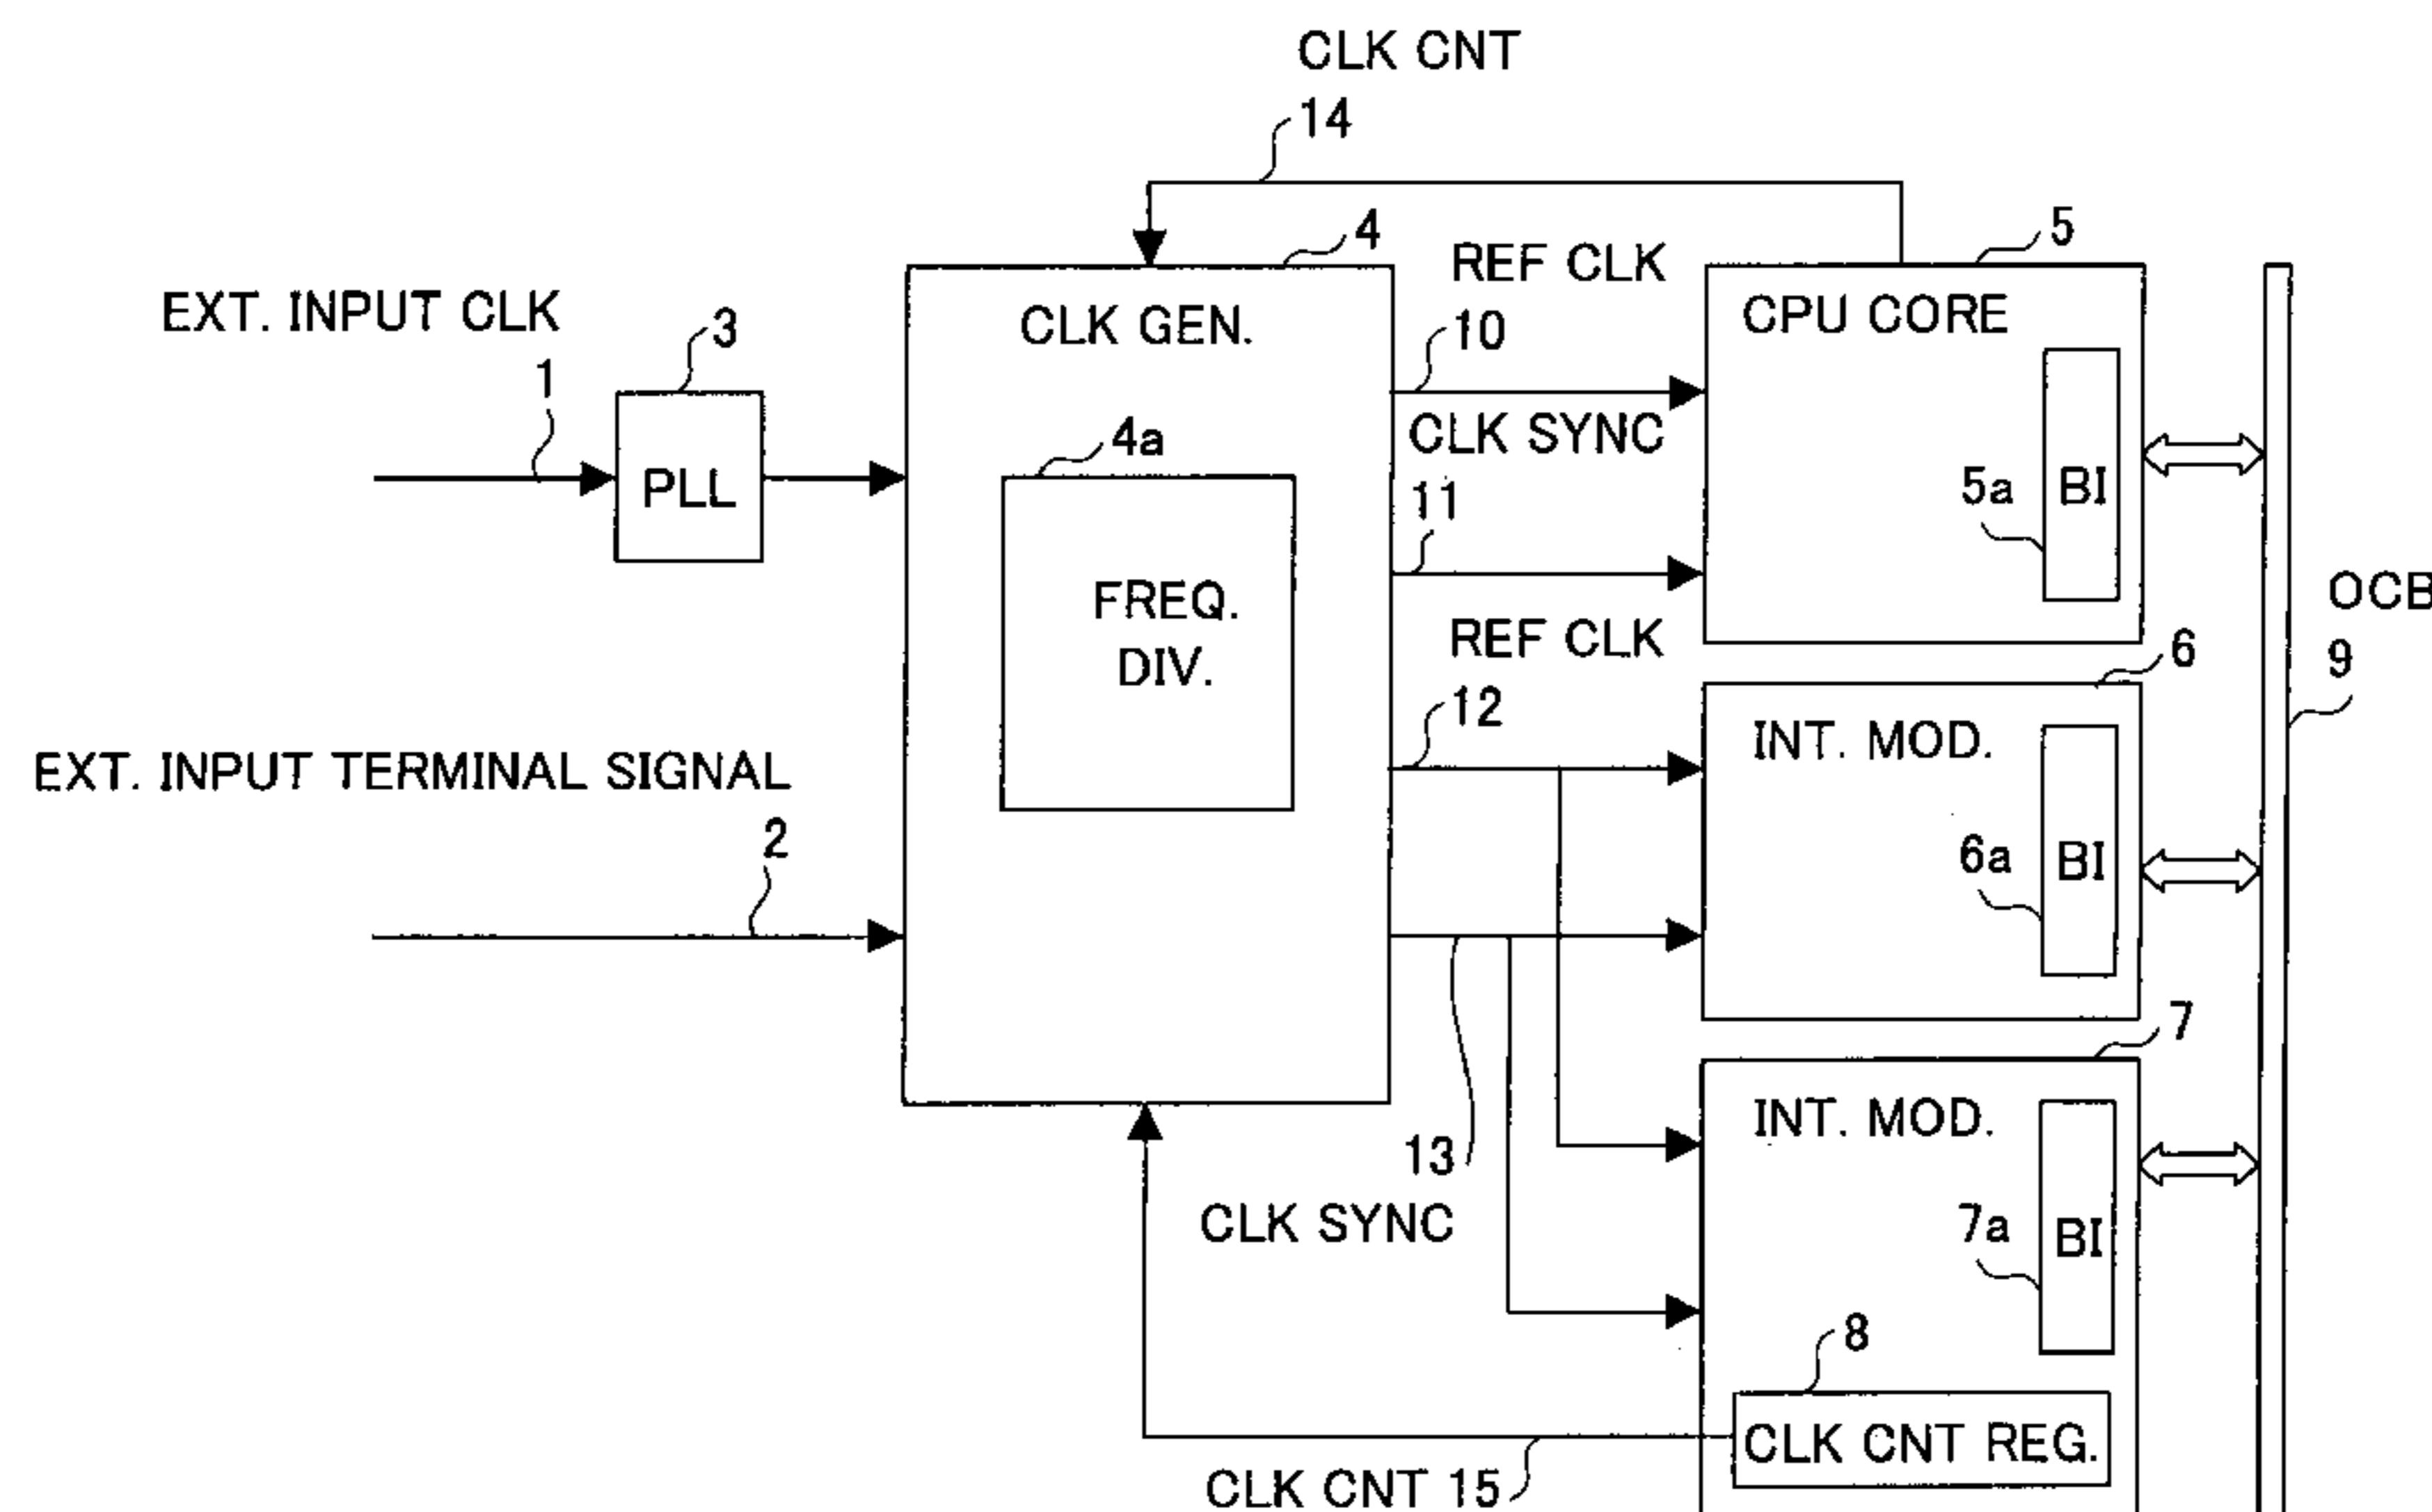 CLK CNT
14
4
5
REF CLK
EXT. INPUT CLK
3
CLK GEN.
10
CPU CORE
1
4a
CLK SYNC
PLL
11
5a
BI
FREQ.
DIV.
OCB
REF CLK
6
9
12
INT. MOD.
EXT. INPUT TERMINAL SIGNAL
2
6a
BI
7
INT. MOD.
13
CLK SYNC
7a
BI
8
CLK CNT REG.
CLK CNT 15